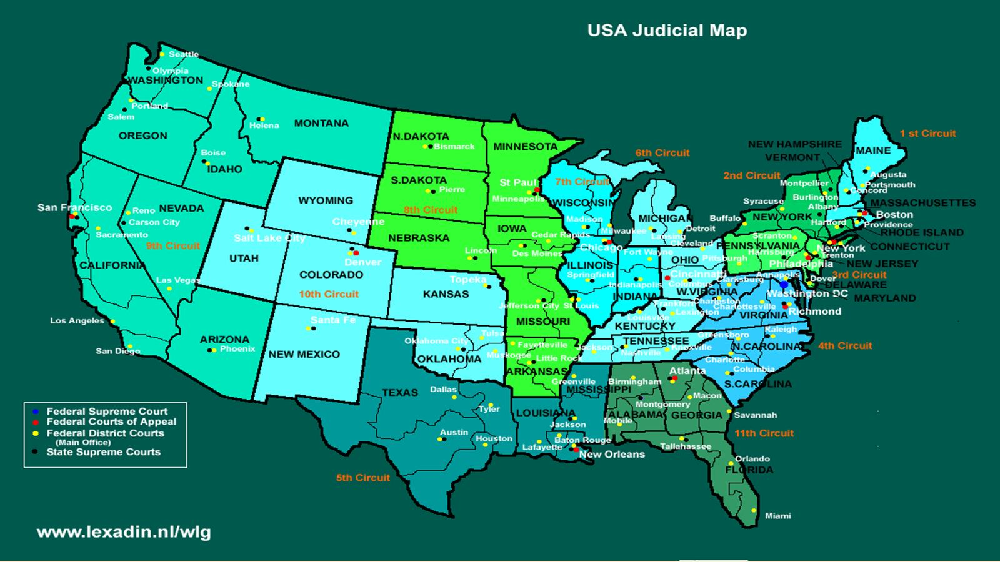 USA Judicial Map
Seattle
Olympia
WASHINGTON
Spokane
Portland
Salem
OREGON
Helena
MONTANA
Boise
IDAHO
N.DAKOTA
Bismarck
MINNESOTA
S.DAKOTA
Pierre
St Paul
Minneapolis
8th Circuit
WYOMING
Cheyenne
San Francisco
Reno
NEVADA
Carson City
Sacramento
9th Circuit
CALIFORNIA
Las Vegas
Los Angeles
San Diego
Salt Lake City
UTAH
Denver
COLORADO
10th Circuit
NEBRASKA
Lincoln
IOWA
Cedar Rapids
Des Moines
Topeka
KANSAS
Jefferson City
St Louis
MISSOURI
ARIZONA
Phoenix
Santa Fe
NEW MEXICO
Oklahoma City
Tulsa
Muskogee
OKLAHOMA
Fayetteville
Little Rock
ARKANSAS
6th Circuit
7th Circuit
WISCONSIN
Madison
Milwaukee
MICHIGAN
Lansing
Detroit
Chicago
ILLINOIS
Springfield
Fort Wayne
Indianapolis
INDIANA
Cleveland
OHIO
Cincinnati
Columbus
1 st Circuit
NEW HAMPSHIRE
VERMONT
MAINE
2nd Circuit
Augusta
Montpellier
Portsmouth
Concord
Burlington
Syracuse
Albany
MASSACHUSETTES
Buffalo
NEW YORK
Boston
Hartford
Providence
RHODE ISLAND
Scranton
PENNSYLVANIA
CONNECTICUT
Harrisburg
New York
Trenton
Pittsburgh
Philadelphia
NEW JERSEY
3rd Circuit
Annapolis
Dover
DELAWARE
Clarksburg
W.VIRGINIA
Washington DC
MARYLAND
Charleston
Charlottesville
Richmond
VIRGINIA
Frankfort
Lexington
Louisville
KENTUCKY
Raleigh
Greensboro
TENNESSEE
Jackson
Nashville
Knoxville
N.CAROLINA
4th Circuit
Charlotte
Columbia
S.CAROLINA
Greenville
MISSISSIPPI
Birmingham
Atlanta
Macon
Montgomery
ALABAMA
GEORGIA
Savannah
Mobile
11th Circuit
Tallahassee
Orlando
FLORIDA
Miami
TEXAS
Dallas
Tyler
Austin
Houston
LOUISIANA
Jackson
Baton Rouge
Lafayette
New Orleans
5th Circuit
Federal Supreme Court
Federal Courts of Appeal
Federal District Courts
(Main Office)
State Supreme Courts
www.lexadin.nl/wlg